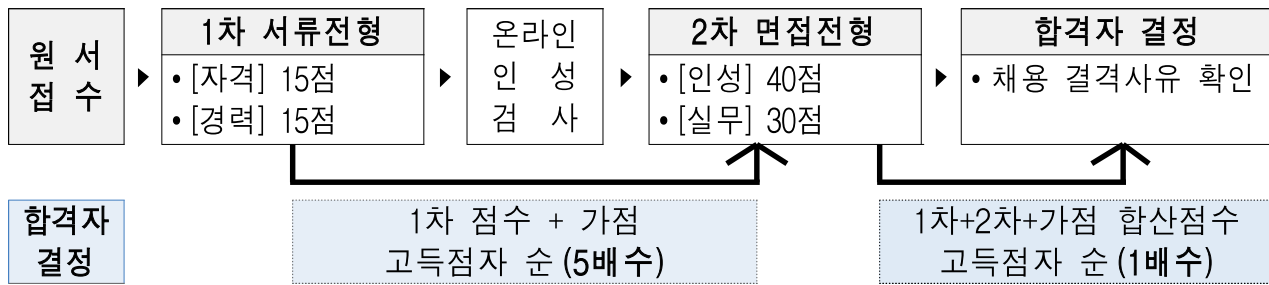 원 서
접 수
▶
1차 서류전형
• [자격] 15점
• [경력] 15점
▶
온라인
인 성
검 사
▶
2차 면접전형
• [인성] 40점
• [실무] 30점
▶
합격자 결정
• 채용 결격사유 확인
합격자
결정
1차 점수 + 가점
고득점자 순 (5배수)
1차+2차+가점 합산점수
고득점자 순 (1배수)